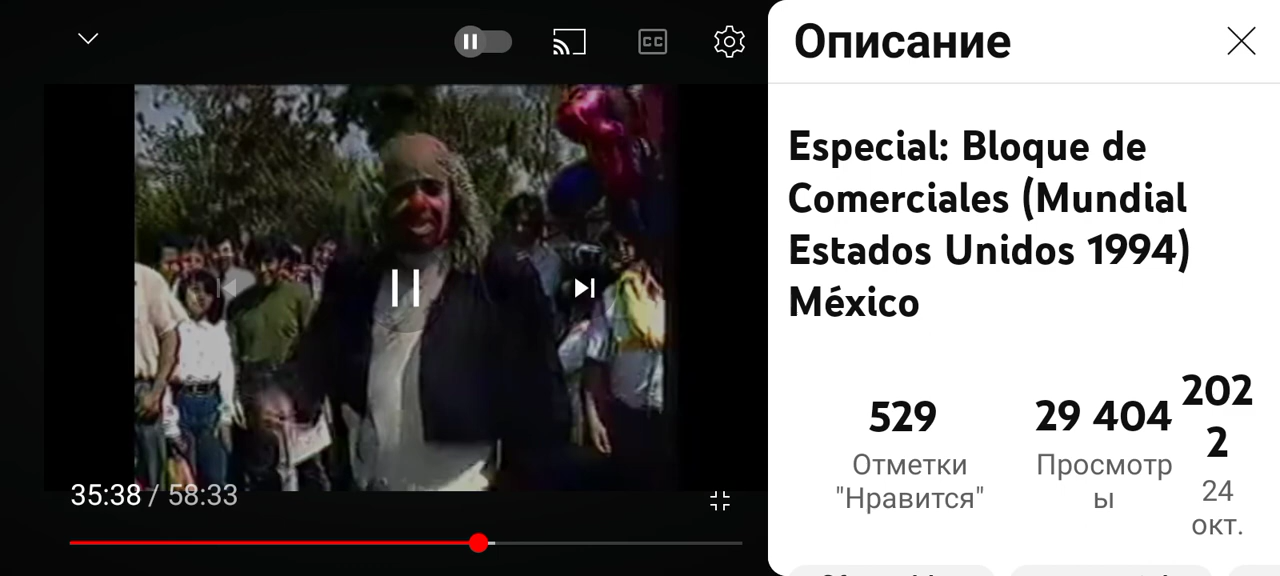 CC
Описание
Especial: Bloque de
Comerciales (Mundial
Estados Unidos 1994)
México
529
Отметки
"Нравится"
29 404
Просмотр
ы
202
2
24
окт.
35:38 / 58:33